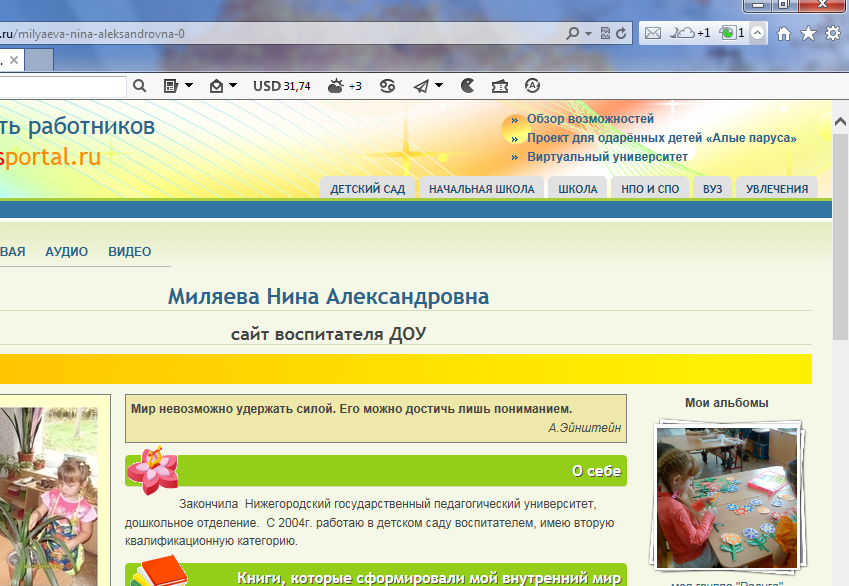 .ru/milyaeva-nina-aleksandrovna-0
+1
1
USD 31,74
+3
ть работников
sportal.ru
» Обзор возможностей
» Проект для одарённых детей «Алые паруса»
» Виртуальный университет
ДЕТСКИЙ САД
НАЧАЛЬНАЯ ШКОЛА
ШКОЛА
НПО И СПО
ВУЗ
УВЛЕЧЕНИЯ
ВАЯ
АУДИО
ВИДЕО
Миляева Нина Александровна
сайт воспитателя ДОУ
Мир невозможно удержать силой. Его можно достичь лишь пониманием.
А.Эйнштейн
О себе
Закончила Нижегородский государственный педагогический университет,
дошкольное отделение. С 2004г. работаю в детском саду воспитателем, имею вторую
квалификационную категорию.
Книги, которые сформировали мой внутренний мир
Мои альбомы
моя группа "Радуга"